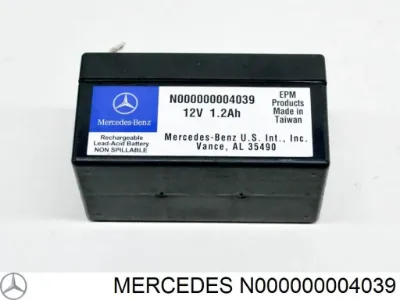 N000000004039
12V 1.2Ah
EPM
Products
Made in
Taiwan
Mercedes-Benz
Rechargeable
Lead-Acid Battery
NON SPILLABLE
Mercedes-Benz U.S. Int., Inc.
Vance, AL 35490
MERCEDES N000000004039